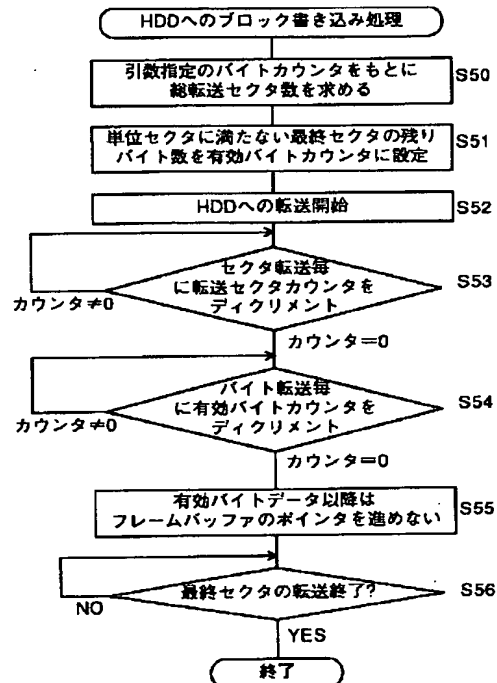 HDDへのブロック書き込み処理
引数指定のバイトカウンタをもとに
総転送セクタ数を求める
S50
単位セクタに満たない最終セクタの残り
バイト数を有効バイトカウンタに設定
S51
HDDへの転送開始
S52
セクタ転送毎
に転送セクタカウンタを
ディクリメント
S53
カウンタ≠0
カウンタ=0
バイト転送毎
に有効バイトカウンタを
ディクリメント
S54
カウンタ≠0
カウンタ=0
有効バイトデータ以降は
フレームバッファのポインタを進めない
S55
最終セクタの転送終了?
S56
NO
YES
終了